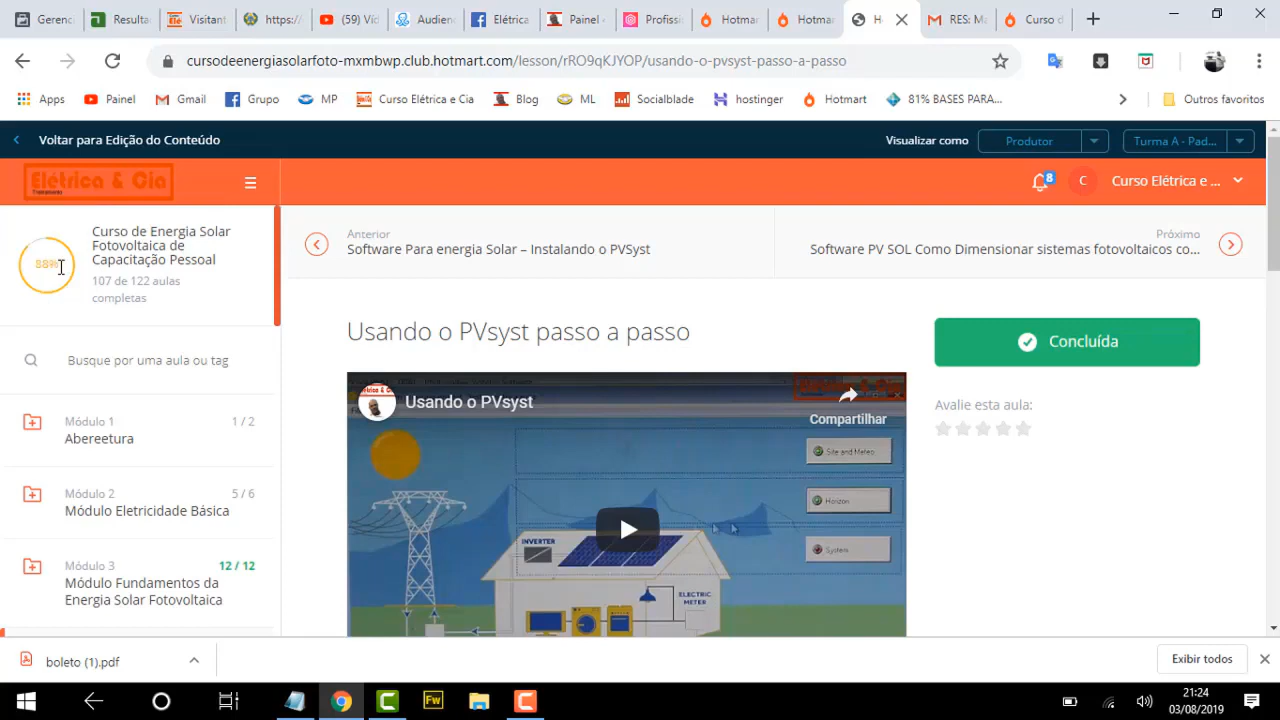 Gerenc
Resulta
Visitant
https:/
(59) Víd
Audien
Elétrica
Painel
Profissi
Hotmar
Hotmar
RES: M
Curso d
cursodeenergiasolarfoto-mxmbwp.club.hotmart.com/lesson/rRO9qKJYOP/usando-o-pvsyst-passo-a-passo
Apps
Painel
Gmail
Grupo
MP
Curso Elétrica e Cia
Blog
ML
Socialblade
hostinger
Hotmart
81% BASES PARA...
Outros favoritos
Voltar para Edição do Conteúdo
Visualizar como
Produtor
Turma A - Pad...
Elétrica & Cia
Treinamento
8
C
Curso Elétrica e ...
88%
Curso de Energia Solar
Fotovoltaica de
Capacitação Pessoal
107 de 122 aulas
completas
Anterior
Software Para energia Solar – Instalando o PVSyst
Próximo
Software PV SOL Como Dimensionar sistemas fotovoltaicos co...
Busque por uma aula ou tag
Módulo 1 1 / 2
Abereetura
Módulo 2 5 / 6
Módulo Eletricidade Básica
Módulo 3 12 / 12
Módulo Fundamentos da
Energia Solar Fotovoltaica
Usando o PVsyst passo a passo
Concluída
Avalie esta aula:
Usando o PVsyst
Compartilhar
Site and Meteo
Horizon
System
INVERTER
ELECTRIC
METER
boleto (1).pdf
Exibir todos
Fw
21:24
03/08/2019